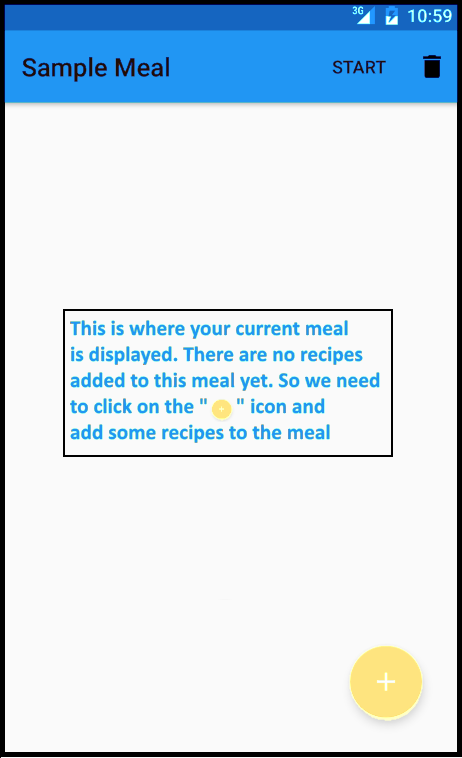 3G 10:59
Sample Meal START
This is where your current meal
is displayed. There are no recipes
added to this meal yet. So we need
to click on the " + " icon and
add some recipes to the meal
+